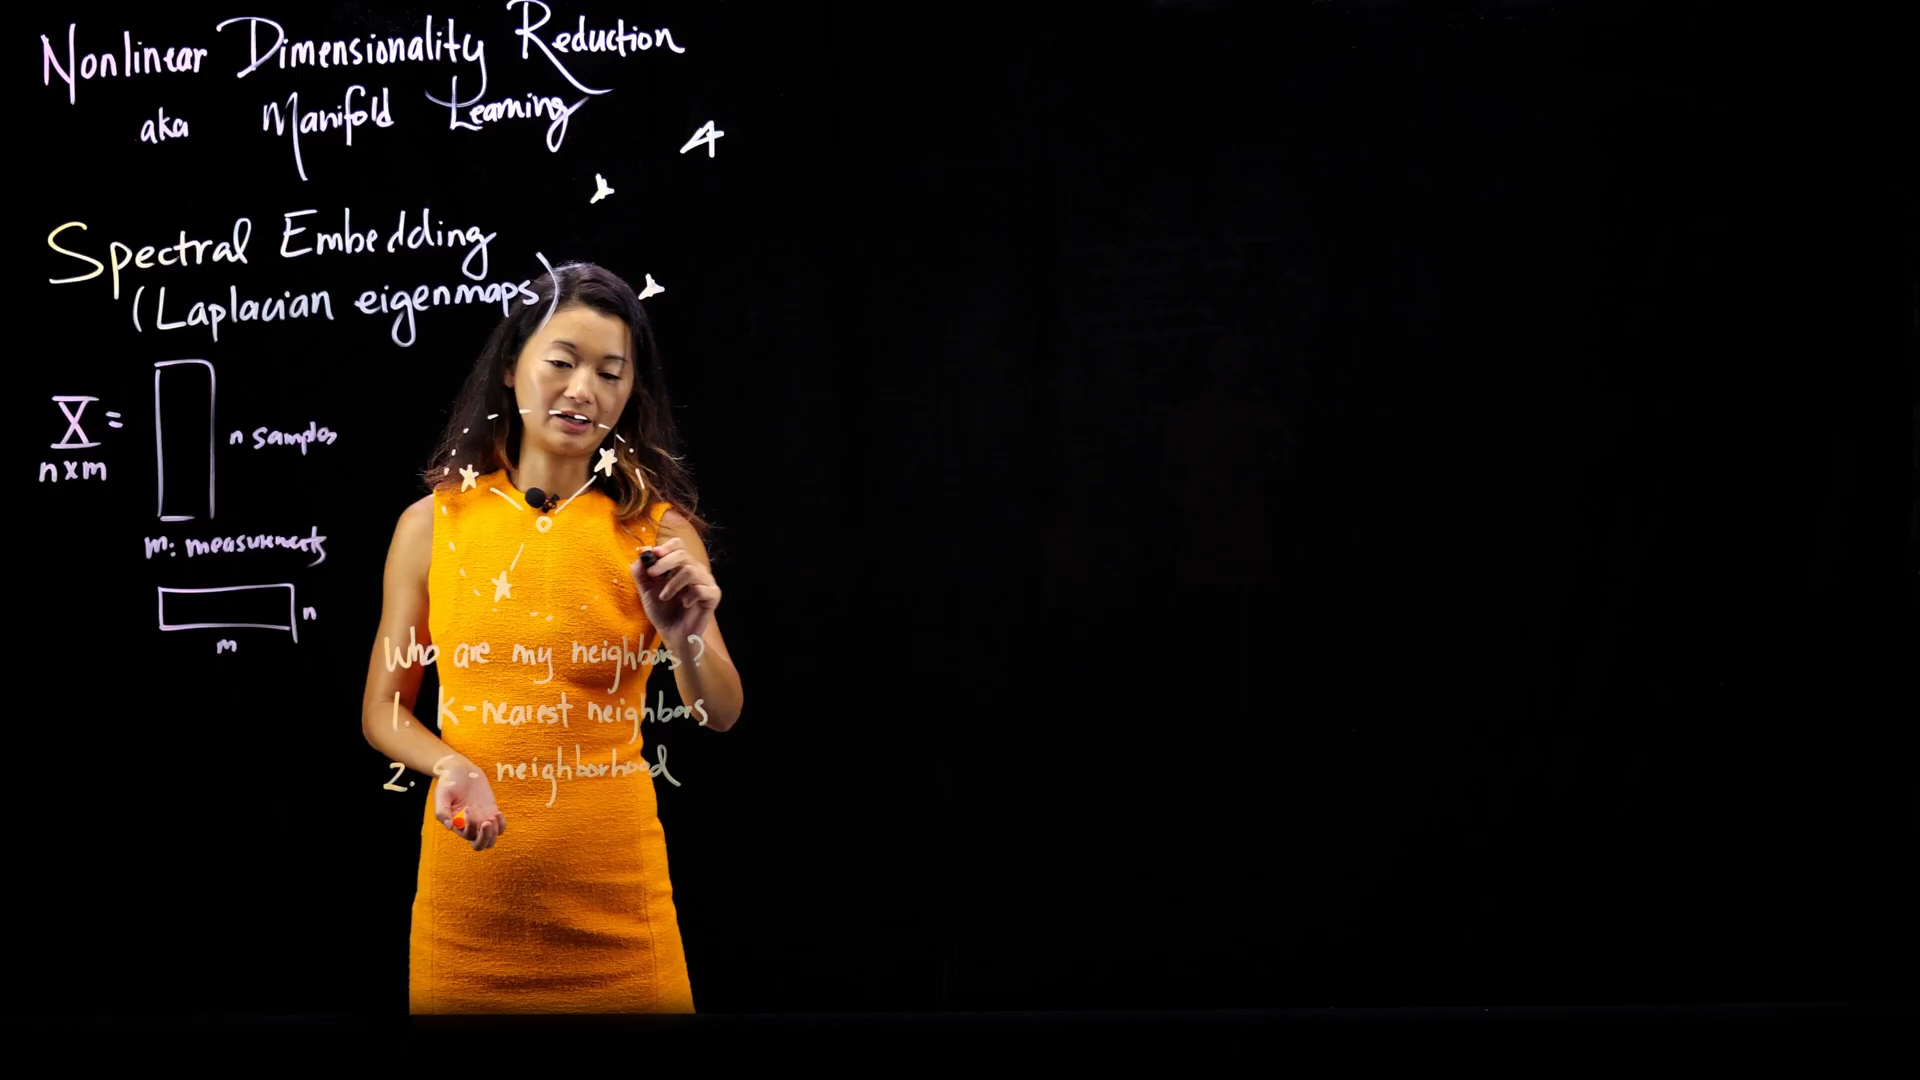 Nonlinear Dimensionality Reduction
aka Manifold Learning
Spectral Embedding
(Laplacian eigenmaps)
X =
n x m
n samples
m: measurements
n
m
Who are my neighbors?
1. K-nearest neighbors
2. ε- neighborhood